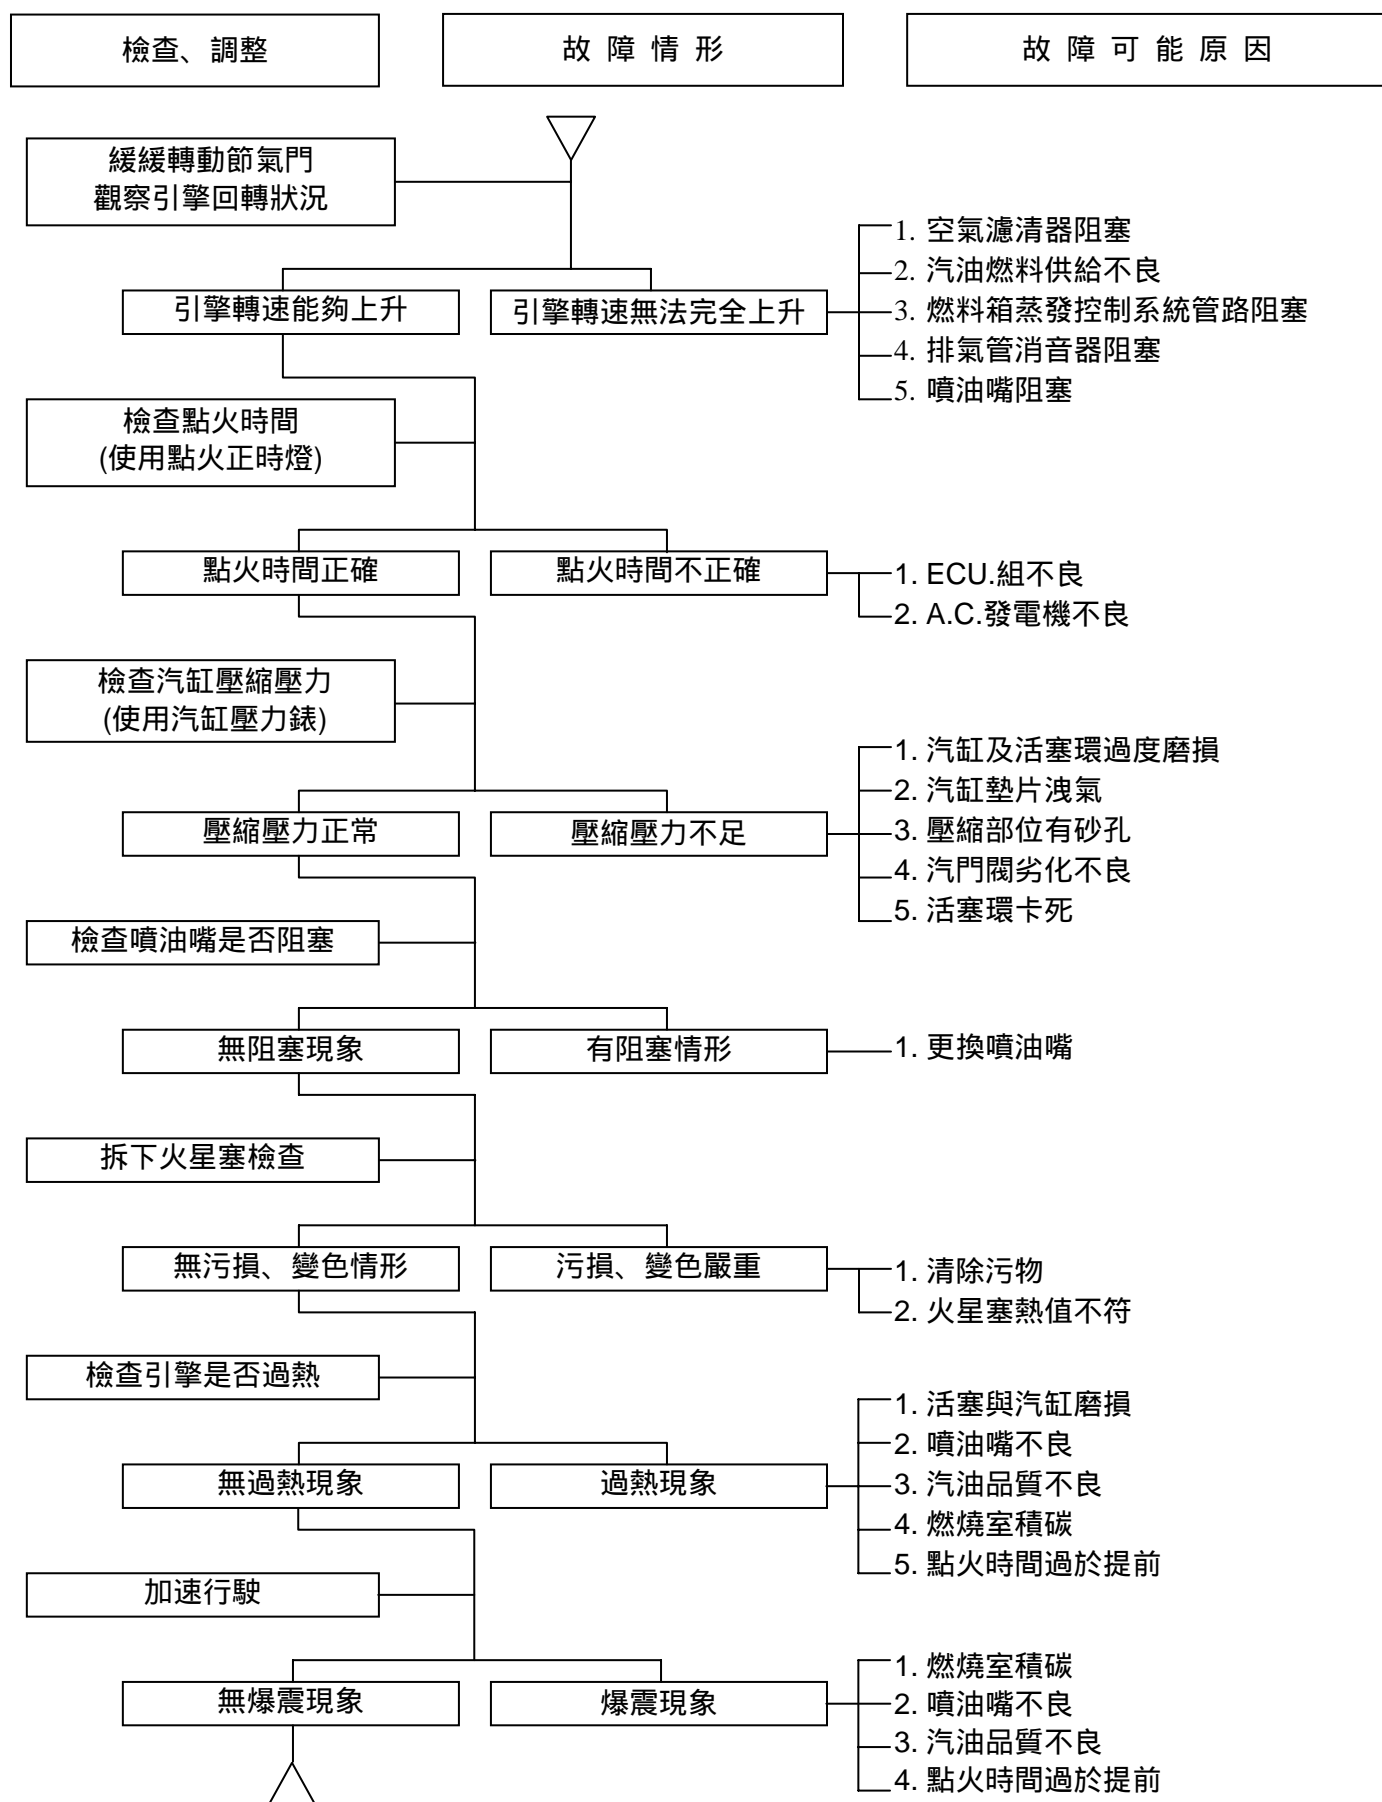 檢查、調整
故 障 情 形
故 障 可 能 原 因
緩緩轉動節氣門
觀察引擎回轉狀況
引擎轉速能夠上升
引擎轉速無法完全上升
1. 空氣濾清器阻塞
2. 汽油燃料供給不良
3. 燃料箱蒸發控制系統管路阻塞
4. 排氣管消音器阻塞
5. 噴油嘴阻塞
檢查點火時間
(使用點火正時燈)
點火時間正確
點火時間不正確
1. ECU.組不良
2. A.C.發電機不良
檢查汽缸壓縮壓力
(使用汽缸壓力錶)
壓縮壓力正常
壓縮壓力不足
1. 汽缸及活塞環過度磨損
2. 汽缸墊片洩氣
3. 壓縮部位有砂孔
4. 汽門閥劣化不良
5. 活塞環卡死
檢查噴油嘴是否阻塞
無阻塞現象
有阻塞情形
1. 更換噴油嘴
拆下火星塞檢查
無污損、變色情形
污損、變色嚴重
1. 清除污物
2. 火星塞熱值不符
檢查引擎是否過熱
無過熱現象
過熱現象
1. 活塞與汽缸磨損
2. 噴油嘴不良
3. 汽油品質不良
4. 燃燒室積碳
5. 點火時間過於提前
加速行駛
無爆震現象
爆震現象
1. 燃燒室積碳
2. 噴油嘴不良
3. 汽油品質不良
4. 點火時間過於提前